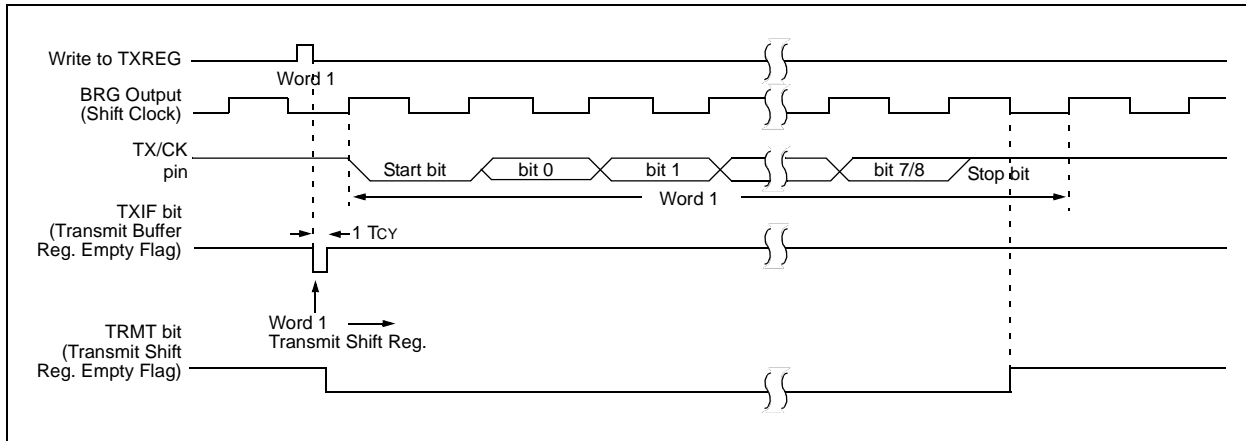 Write to TXREG
Word 1
BRG Output
(Shift Clock)
TX/CK
pin
Start bit
bit 0
bit 1
bit 7/8
Stop bit
Word 1
TXIF bit
(Transmit Buffer
Reg. Empty Flag)
1 TCY
Word 1
Transmit Shift Reg.
TRMT bit
(Transmit Shift
Reg. Empty Flag)